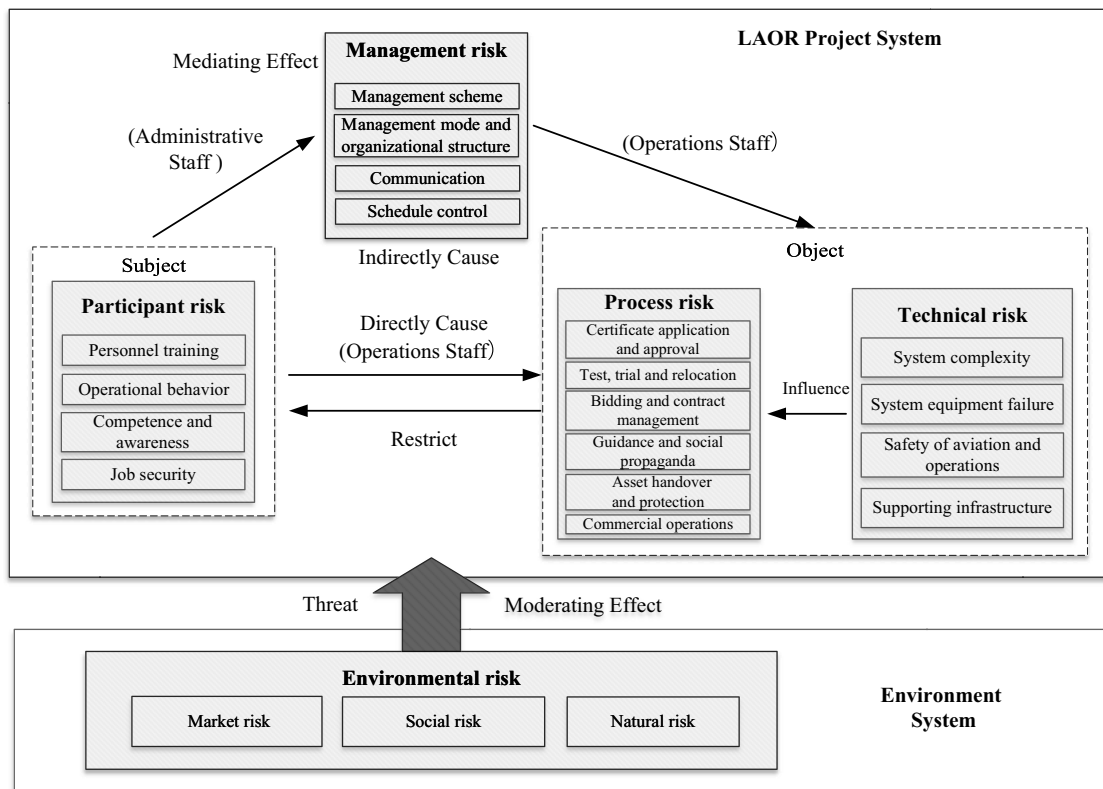 LAOR Project System
Mediating Effect
Management risk
Management scheme
Management mode and
organizational structure
Communication
Schedule control
Indirectly Cause
(Administrative
Staff )
(Operations Staff）
Subject
Participant risk
Personnel training
Operational behavior
Competence and
awareness
Job security
Directly Cause
(Operations Staff）
Restrict
Object
Process risk
Certificate application
and approval
Test, trial and relocation
Bidding and contract
management
Guidance and social
propaganda
Asset handover
and protection
Commercial operations
Influence
Technical risk
System complexity
System equipment failure
Safety of aviation and
operations
Supporting infrastructure
Threat
Moderating Effect
Environmental risk
Market risk
Social risk
Natural risk
Environment
System